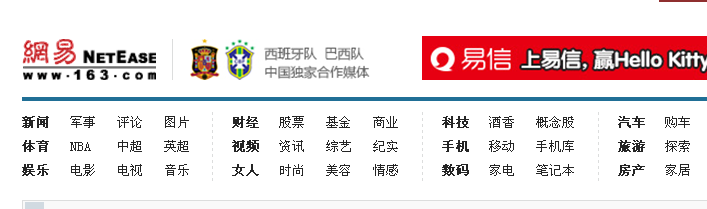 網易 NETEASE
www.163.com
西班牙队 巴西队
中国独家合作媒体
易信 上易信，赢Hello Kitty
新闻 军事 评论 图片 财经 股票 基金 商业 科技 酒香 概念股 汽车 购车
体育 NBA 中超 英超 视频 资讯 综艺 纪实 手机 移动 手机库 旅游 探索
娱乐 电影 电视 音乐 女人 时尚 美容 情感 数码 家电 笔记本 房产 家居